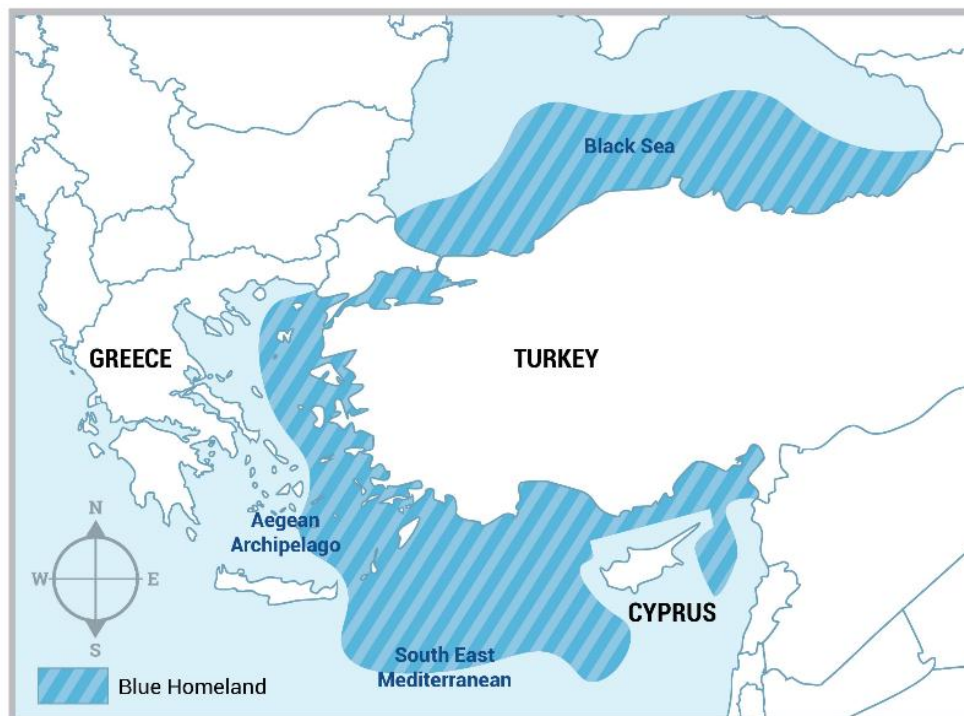 Black Sea
GREECE
TURKEY
Aegean
Archipelago
N
W
E
S
CYPRUS
South East
Mediterranean
Blue Homeland